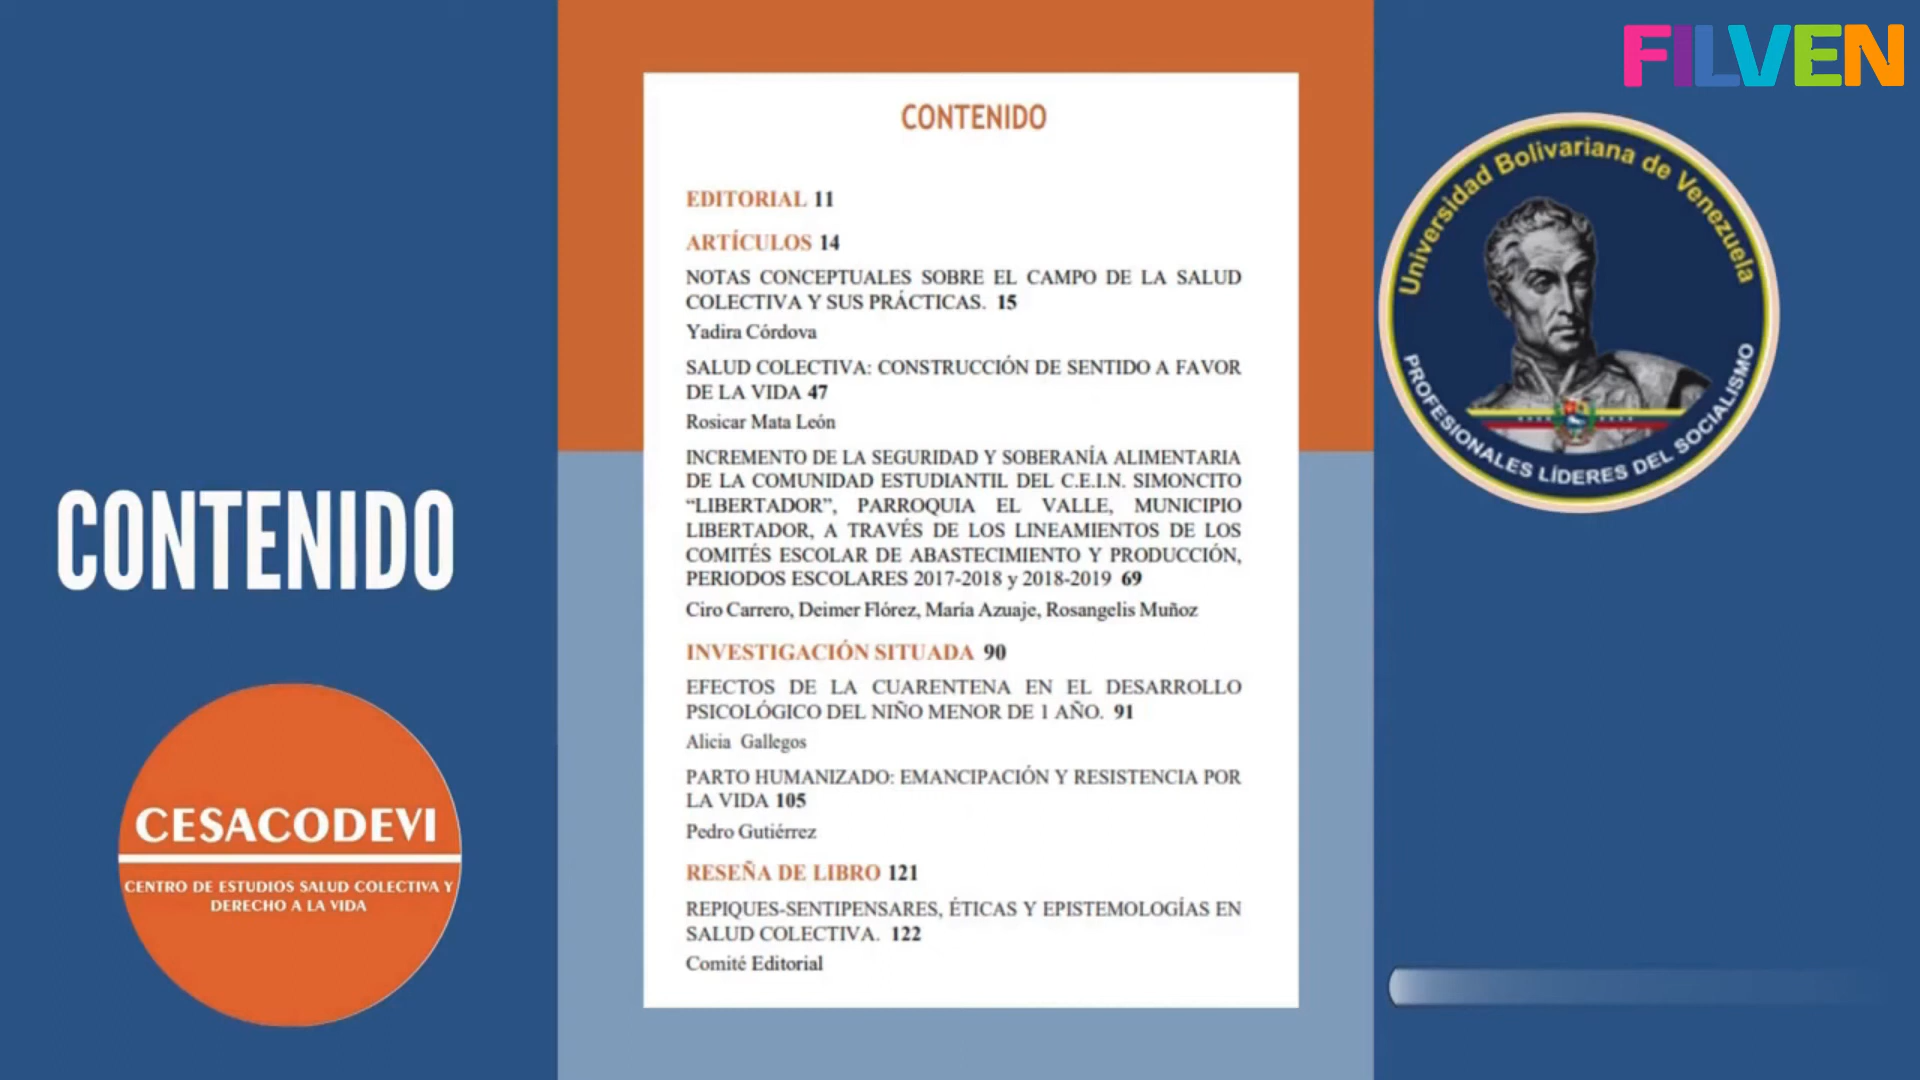 FILVEN
CONTENIDO
EDITORIAL 11
ARTÍCULOS 14
NOTAS CONCEPTUALES SOBRE EL CAMPO DE LA SALUD
COLECTIVA Y SUS PRÁCTICAS. 15
Yadira Córdova
SALUD COLECTIVA: CONSTRUCCIÓN DE SENTIDO A FAVOR
DE LA VIDA 47
Rosicar Mata León
INCREMENTO DE LA SEGURIDAD Y SOBERANÍA ALIMENTARIA
DE LA COMUNIDAD ESTUDIANTIL DEL C.E.I.N. SIMONCITO
“LIBERTADOR”, PARROQUIA EL VALLE, MUNICIPIO
LIBERTADOR, A TRAVÉS DE LOS LINEAMIENTOS DE LOS
COMITÉS ESCOLAR DE ABASTECIMIENTO Y PRODUCCIÓN,
PERIODOS ESCOLARES 2017-2018 y 2018-2019 69
Ciro Carrero, Deimer Flórez, María Azuaje, Rosangelis Muñoz
INVESTIGACIÓN SITUADA 90
EFECTOS DE LA CUARENTENA EN EL DESARROLLO
PSICOLÓGICO DEL NIÑO MENOR DE 1 AÑO. 91
Alicia Gallegos
PARTO HUMANIZADO: EMANCIPACIÓN Y RESISTENCIA POR
LA VIDA 105
Pedro Gutiérrez
RESEÑA DE LIBRO 121
REPIQUES-SENTIPENSARES, ÉTICAS Y EPISTEMOLOGÍAS EN
SALUD COLECTIVA. 122
Comité Editorial
CONTENIDO
CESACODEVI
CENTRO DE ESTUDIOS SALUD COLECTIVA Y
DERECHO A LA VIDA
Universidad Bolivariana de Venezuela
PROFESIONALES LÍDERES DEL SOCIALISMO